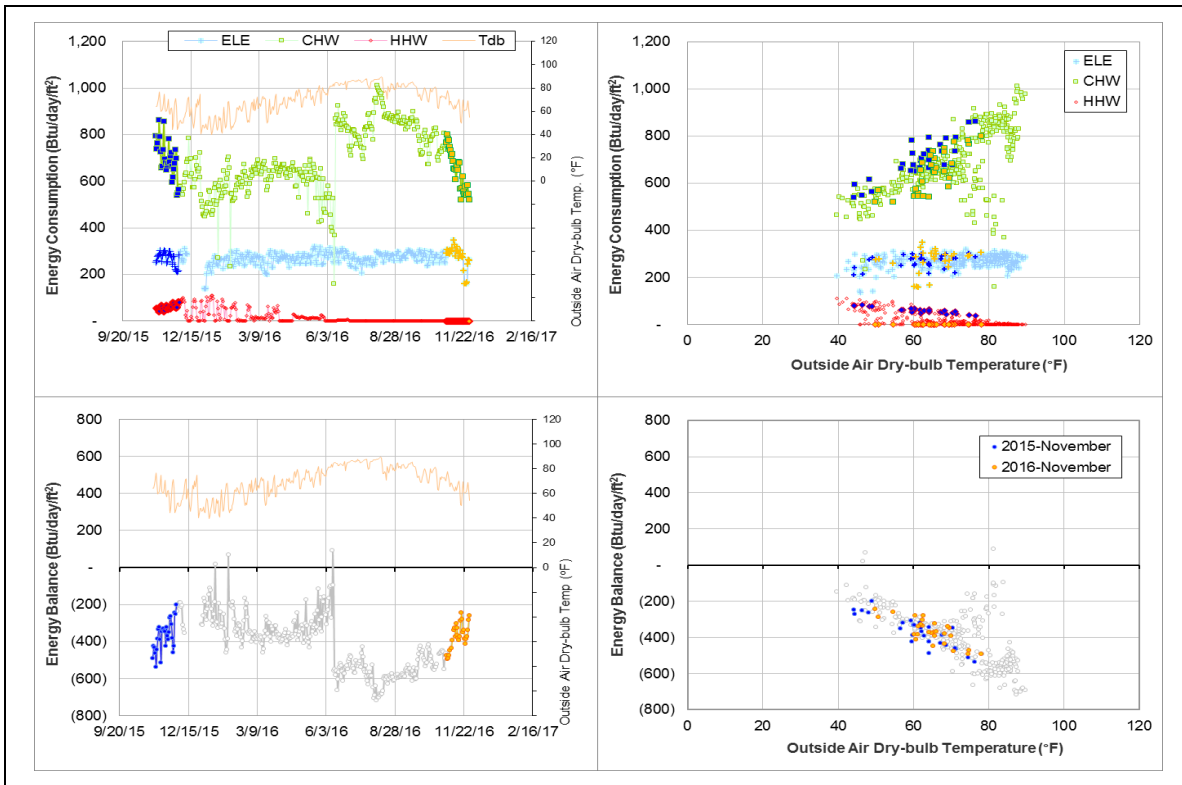 ELE CHW HHW Tdb
Energy Consumption (Btu/day/ft²)
1,200
1,000
800
600
400
200
-
120
100
80
60
40
20
0
Outside Air Dry-bulb Temp. (°F)
9/20/15 12/15/15 3/9/16 6/3/16 8/28/16 11/22/16 2/16/17
Energy Consumption (Btu/day/ft²)
1,200
1,000
800
600
400
200
-
ELE
CHW
HHW
0 20 40 60 80 100 120
Outside Air Dry-bulb Temperature (°F)
Energy Balance (Btu/day/ft²)
800
600
400
200
-
(200)
(400)
(600)
(800)
120
100
80
60
40
20
0
Outside Air Dry-bulb Temp (°F)
9/20/15 12/15/15 3/9/16 6/3/16 8/28/16 11/22/16 2/16/17
Energy Balance (Btu/day/ft²)
800
600
400
200
-
(200)
(400)
(600)
(800)
2015-November
2016-November
0 20 40 60 80 100 120
Outside Air Dry-bulb Temperature (°F)